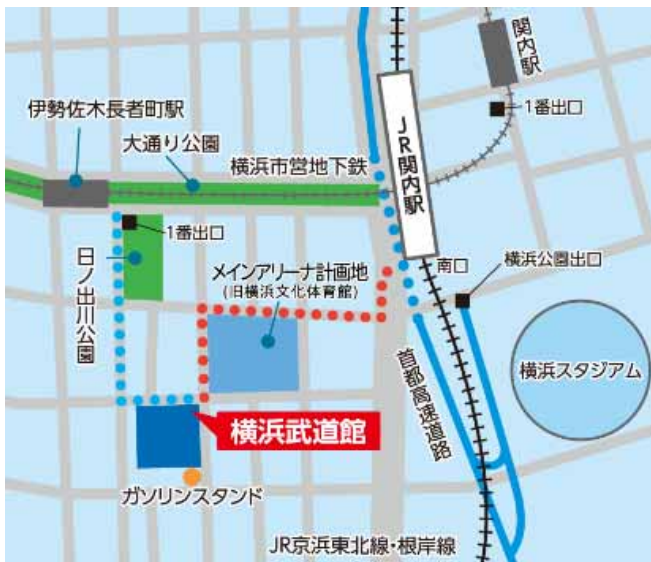 関内駅
1番出口
伊勢佐木長者町駅
大通り公園
横浜市営地下鉄
JR関内駅
1番出口
日ノ出川公園
メインアリーナ計画地
(旧横浜文化体育館)
南口
横浜公園出口
首都高速道路
横浜スタジアム
横浜武道館
ガソリンスタンド
JR京浜東北線・根岸線